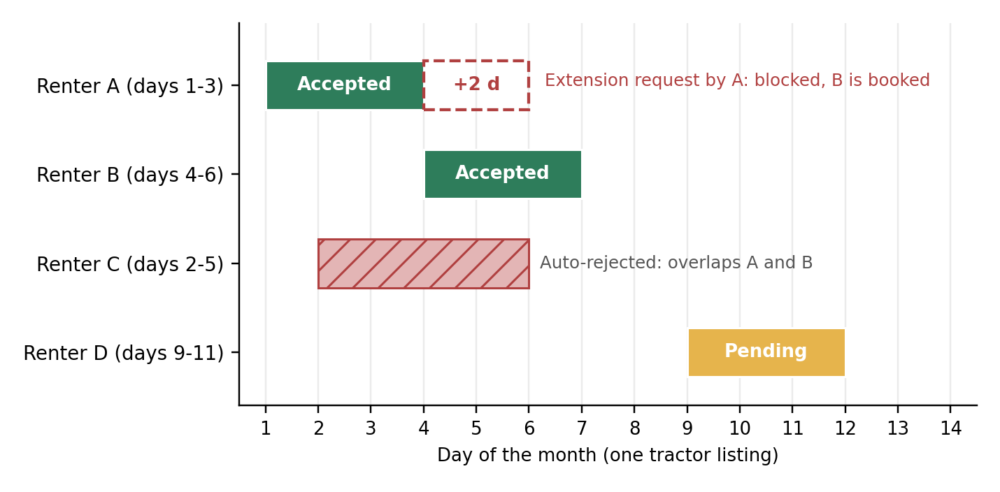 Renter A (days 1-3)
Accepted
+2 d
Extension request by A: blocked, B is booked
Renter B (days 4-6)
Accepted
Renter C (days 2-5)
Auto-rejected: overlaps A and B
Renter D (days 9-11)
Pending
1 2 3 4 5 6 7 8 9 10 11 12 13 14
Day of the month (one tractor listing)